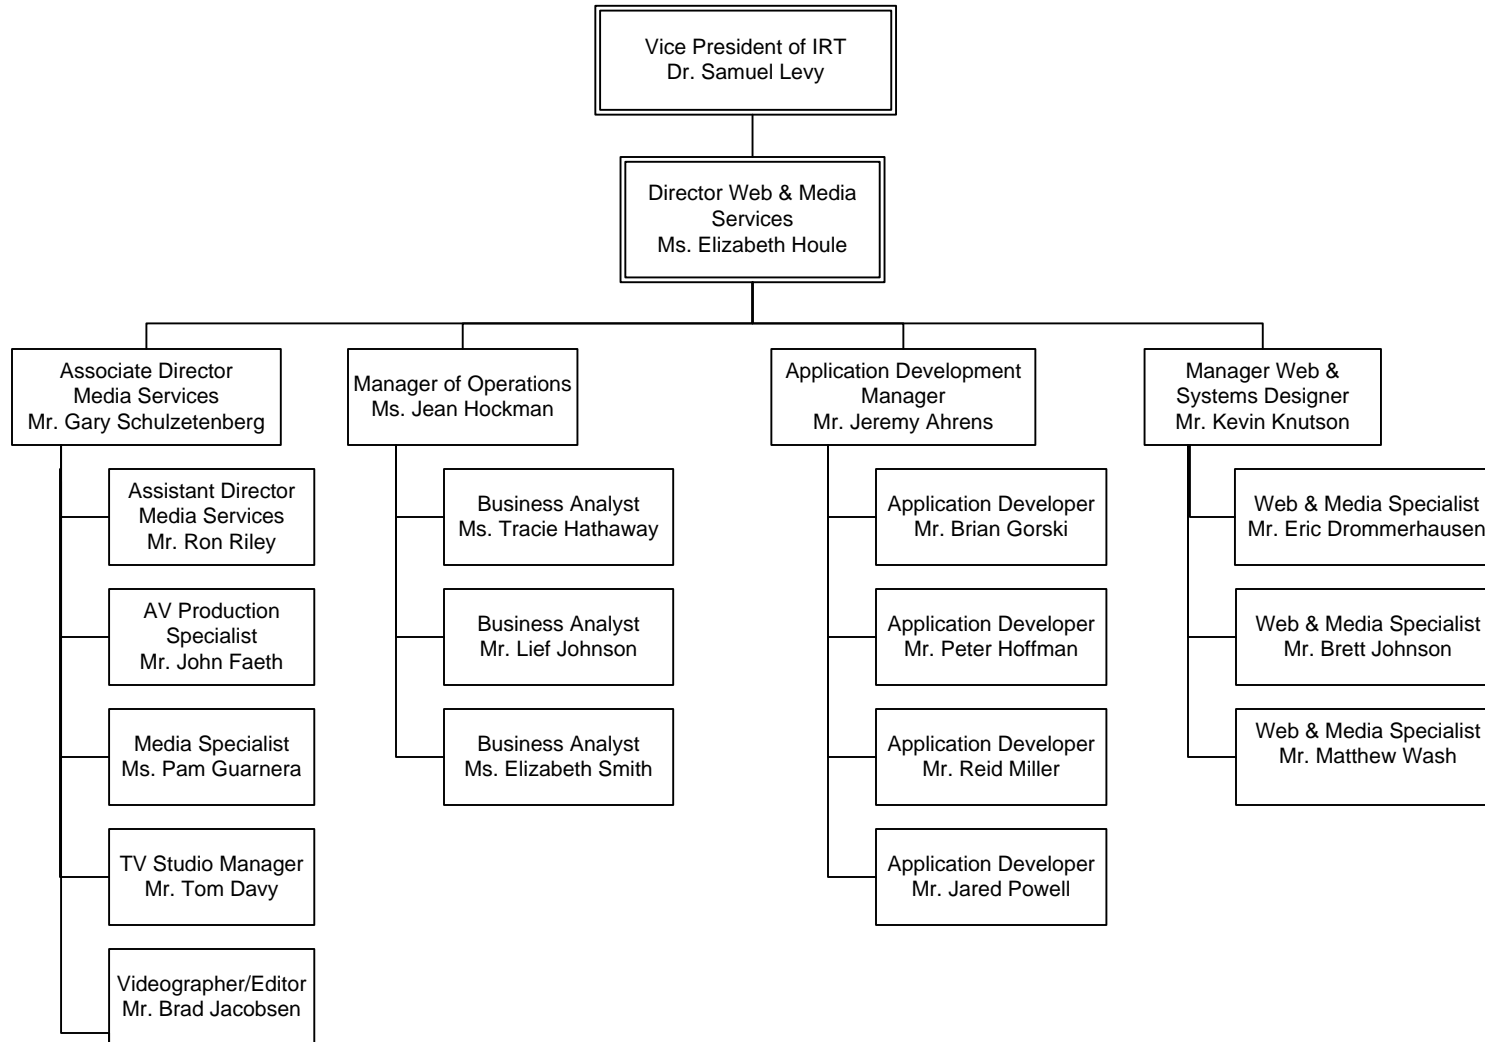 Vice President of IRT
Dr. Samuel Levy
Director Web & Media
Services
Ms. Elizabeth Houle
Associate Director
Media Services
Mr. Gary Schulzetenberg
Manager of Operations
Ms. Jean Hockman
Application Development
Manager
Mr. Jeremy Ahrens
Manager Web &
Systems Designer
Mr. Kevin Knutson
Assistant Director
Media Services
Mr. Ron Riley
AV Production
Specialist
Mr. John Faeth
Media Specialist
Ms. Pam Guarnera
TV Studio Manager
Mr. Tom Davy
Videographer/Editor
Mr. Brad Jacobsen
Business Analyst
Ms. Tracie Hathaway
Business Analyst
Mr. Lief Johnson
Business Analyst
Ms. Elizabeth Smith
Application Developer
Mr. Brian Gorski
Application Developer
Mr. Peter Hoffman
Application Developer
Mr. Reid Miller
Application Developer
Mr. Jared Powell
Web & Media Specialist
Mr. Eric Drommerhausen
Web & Media Specialist
Mr. Brett Johnson
Web & Media Specialist
Mr. Matthew Wash